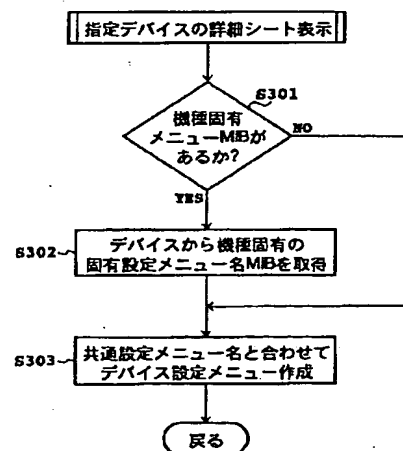 指定デバイスの詳細シート表示
S301
機種固有
メニューMIBが
あるか?
NO
YES
S302
デバイスから機種固有の
固有設定メニュー名MIBを取得
S303
共通設定メニュー名と合わせて
デバイス設定メニュー作成
戻る